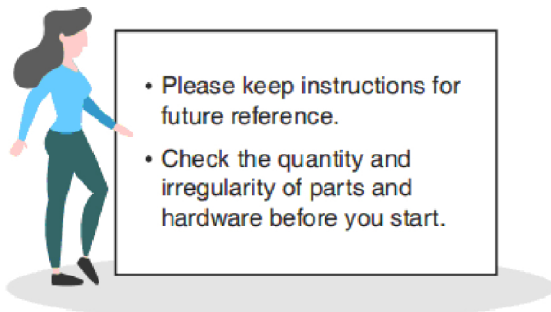 • Please keep instructions for
future reference.
• Check the quantity and
irregularity of parts and
hardware before you start.